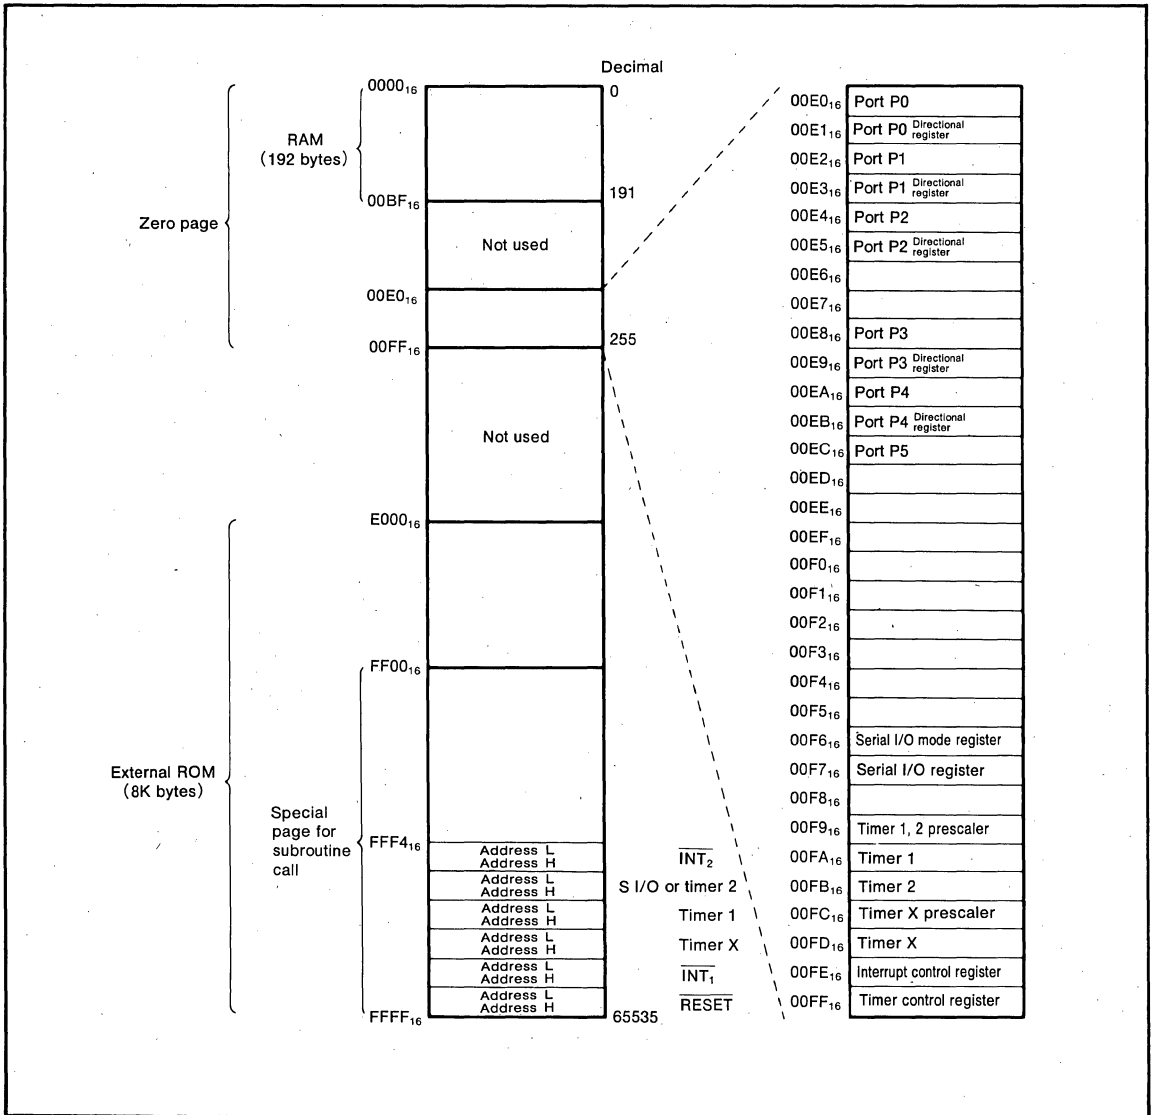 Decimal
0000₁₆
0
RAM
(192 bytes)
00BF₁₆
191
Zero page
Not used
00E0₁₆
00FF₁₆
255
Not used
E000₁₆
FF00₁₆
External ROM
(8K bytes)
Special
page for
subroutine
call
FFF4₁₆
Address L
Address H
INT₂
Address L
Address H
S I/O or timer 2
Address L
Address H
Timer 1
Address L
Address H
Timer X
Address L
Address H
INT₁
Address L
Address H
RESET
FFFF₁₆
65535
00E0₁₆ Port P0
00E1₁₆ Port P0 Directional register
00E2₁₆ Port P1
00E3₁₆ Port P1 Directional register
00E4₁₆ Port P2
00E5₁₆ Port P2 Directional register
00E6₁₆
00E7₁₆
00E8₁₆ Port P3
00E9₁₆ Port P3 Directional register
00EA₁₆ Port P4
00EB₁₆ Port P4 Directional register
00EC₁₆ Port P5
00ED₁₆
00EE₁₆
00EF₁₆
00F0₁₆
00F1₁₆
00F2₁₆
00F3₁₆
00F4₁₆
00F5₁₆
00F6₁₆ Serial I/O mode register
00F7₁₆ Serial I/O register
00F8₁₆
00F9₁₆ Timer 1, 2 prescaler
00FA₁₆ Timer 1
00FB₁₆ Timer 2
00FC₁₆ Timer X prescaler
00FD₁₆ Timer X
00FE₁₆ Interrupt control register
00FF₁₆ Timer control register